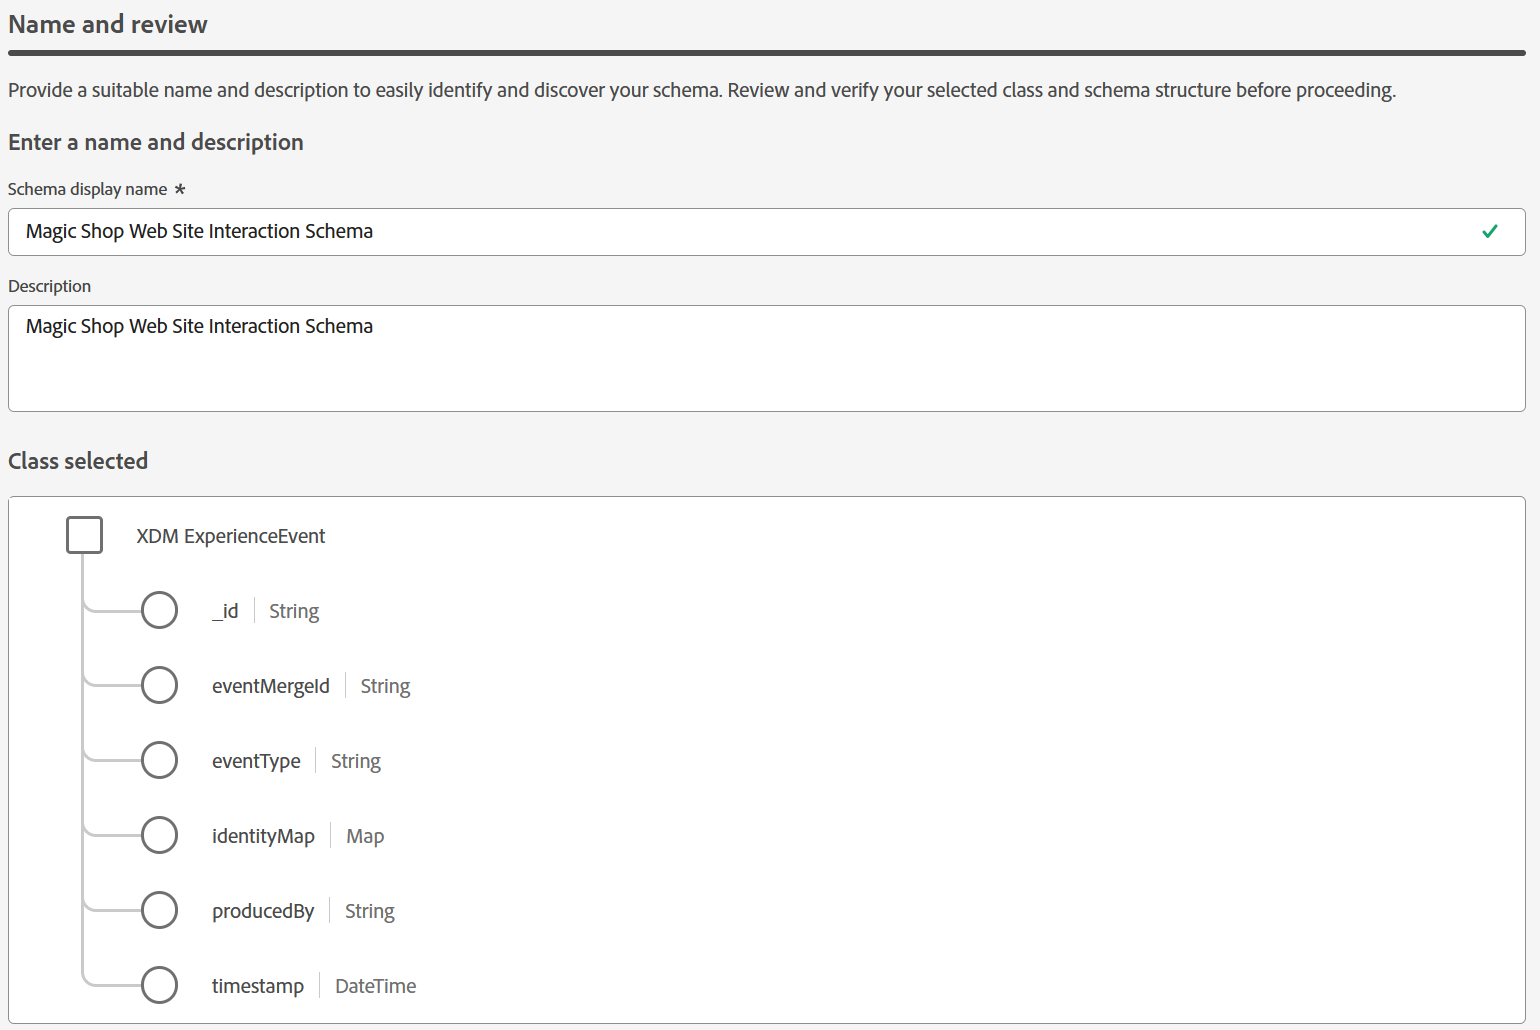 Name and review
Provide a suitable name and description to easily identify and discover your schema. Review and verify your selected class and schema structure before proceeding.
Enter a name and description
Schema display name *
Magic Shop Web Site Interaction Schema
Description
Magic Shop Web Site Interaction Schema
Class selected
XDM ExperienceEvent
_id String
eventMergeId String
eventType String
identityMap Map
producedBy String
timestamp DateTime